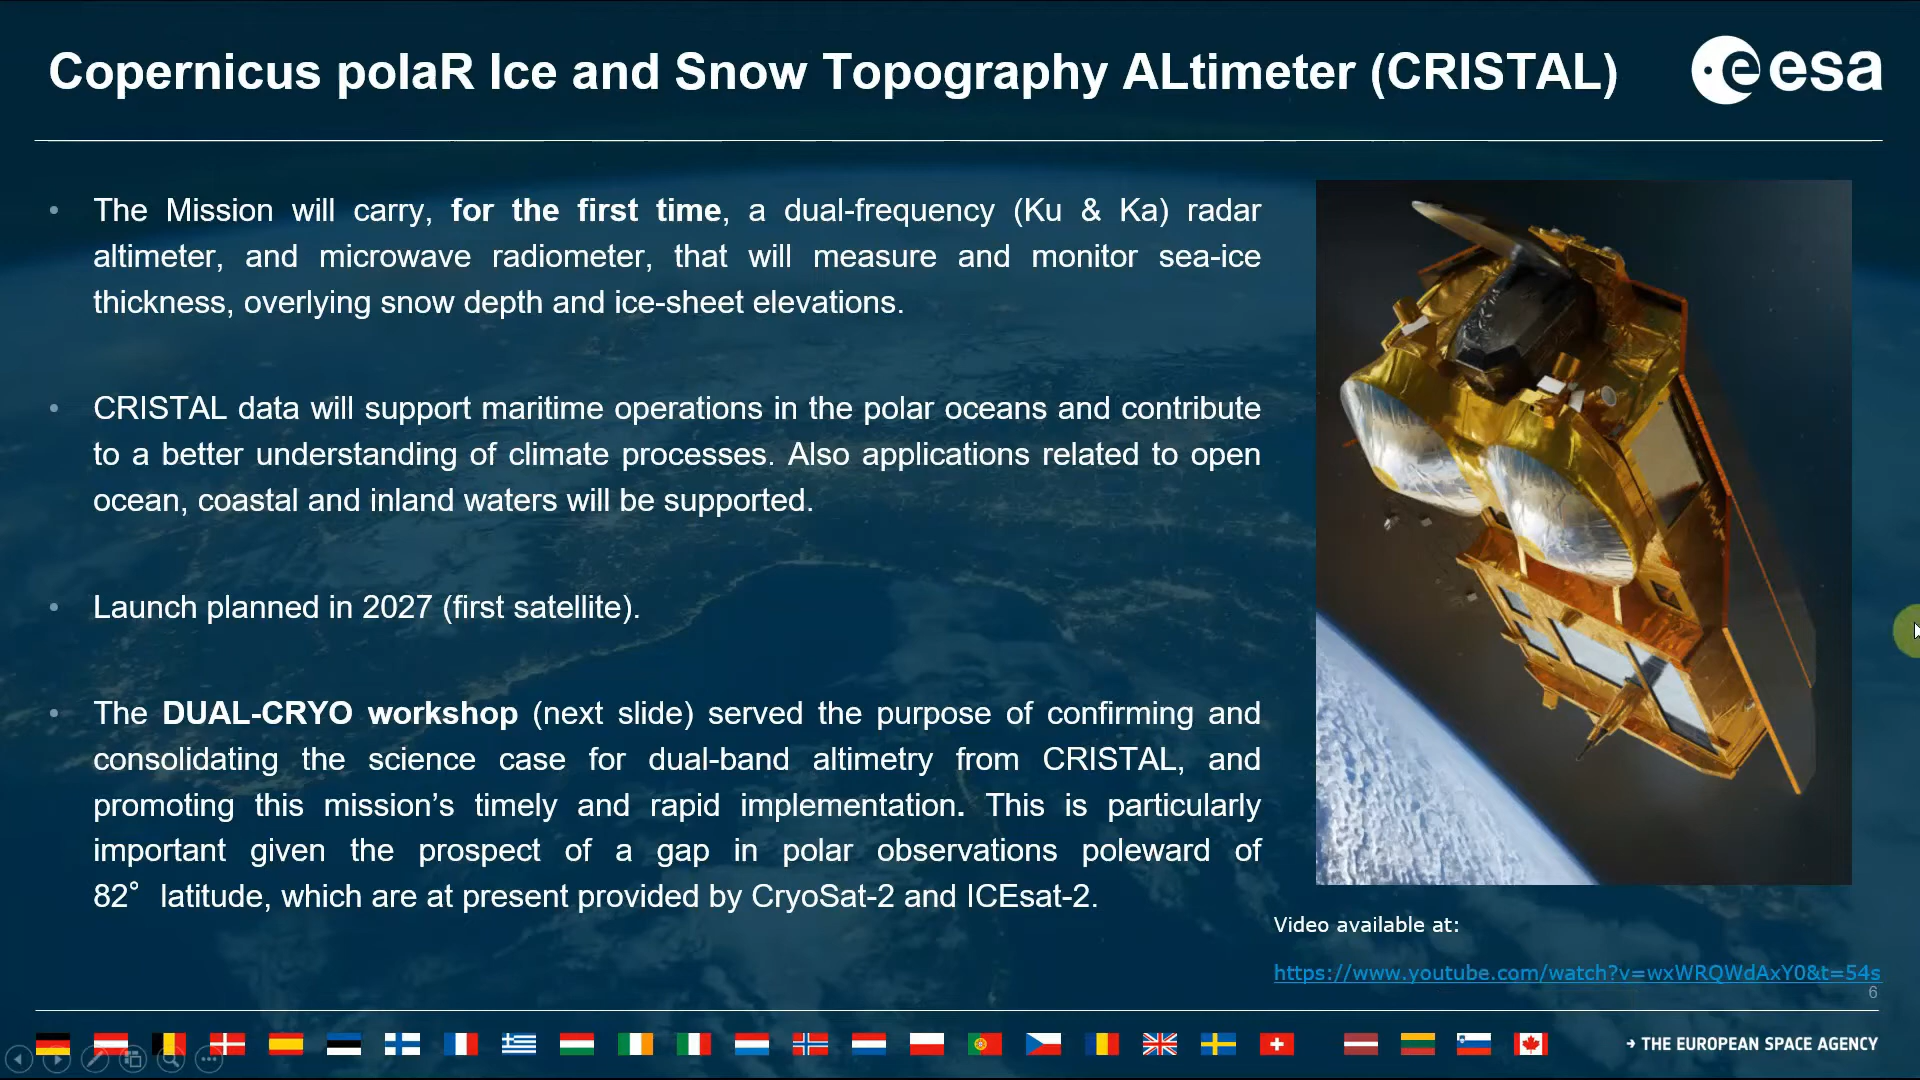 Copernicus polaR Ice and Snow Topography ALtimeter (CRISTAL)
esa
• The Mission will carry, for the first time, a dual-frequency (Ku & Ka) radar
altimeter, and microwave radiometer, that will measure and monitor sea-ice
thickness, overlying snow depth and ice-sheet elevations.
• CRISTAL data will support maritime operations in the polar oceans and contribute
to a better understanding of climate processes. Also applications related to open
ocean, coastal and inland waters will be supported.
• Launch planned in 2027 (first satellite).
• The DUAL-CRYO workshop (next slide) served the purpose of confirming and
consolidating the science case for dual-band altimetry from CRISTAL, and
promoting this mission’s timely and rapid implementation. This is particularly
important given the prospect of a gap in polar observations poleward of
82° latitude, which are at present provided by CryoSat-2 and ICEsat-2.
Video available at:
https://www.youtube.com/watch?v=wxWRQWdAxY0&t=54s
6
→ THE EUROPEAN SPACE AGENCY